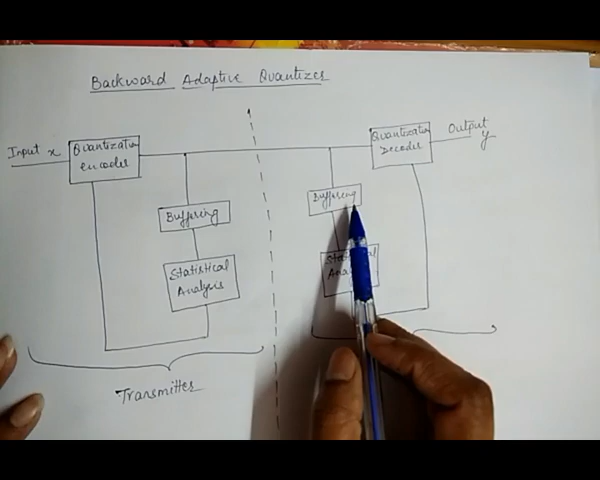 Backward Adaptive Quantizer
Input x
Quantization
encoder
Quantization
Decoder
Output
y
Buffering
Buffering
Statistical
Analysis
Transmitter